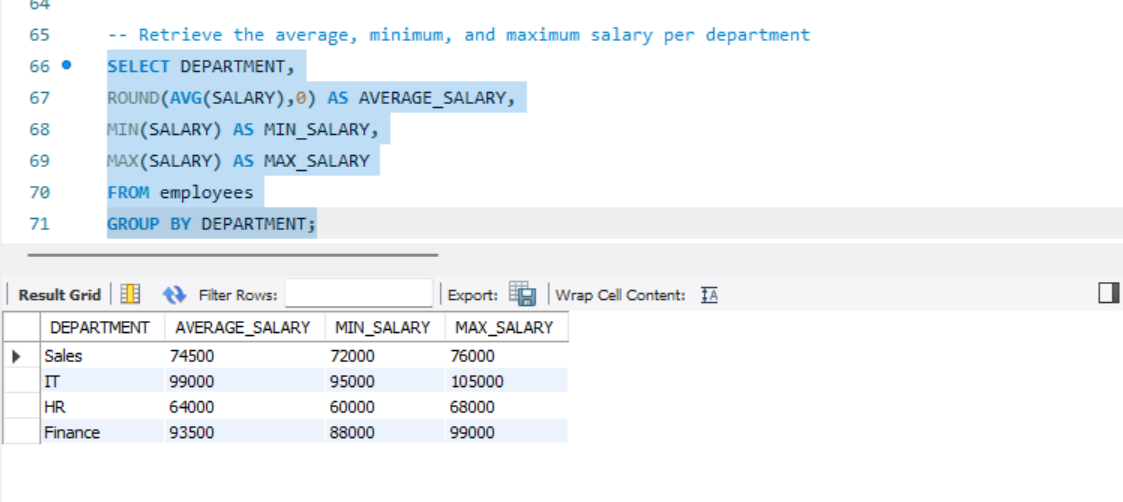 64
65 -- Retrieve the average, minimum, and maximum salary per department
66 SELECT DEPARTMENT,
67 ROUND(AVG(SALARY),0) AS AVERAGE_SALARY,
68 MIN(SALARY) AS MIN_SALARY,
69 MAX(SALARY) AS MAX_SALARY
70 FROM employees
71 GROUP BY DEPARTMENT;
Result Grid Filter Rows: Export: Wrap Cell Content: IA
DEPARTMENT AVERAGE_SALARY MIN_SALARY MAX_SALARY
Sales 74500 72000 76000
IT 99000 95000 105000
HR 64000 60000 68000
Finance 93500 88000 99000